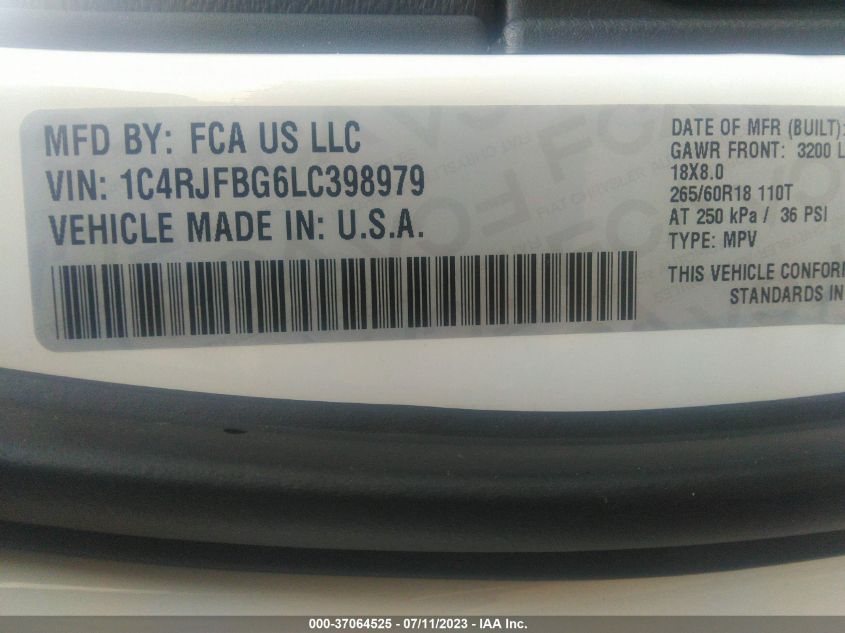 MFD BY: FCA US LLC
VIN: 1C4RJFBG6LC398979
VEHICLE MADE IN: U.S.A.
DATE OF MFR (BUILT):
GAWR FRONT: 3200 L
18X8.0
265/60R18 110T
AT 250 kPa / 36 PSI
TYPE: MPV
THIS VEHICLE CONFOR
STANDARDS IN
000-37064525 - 07/11/2023 - IAA Inc.